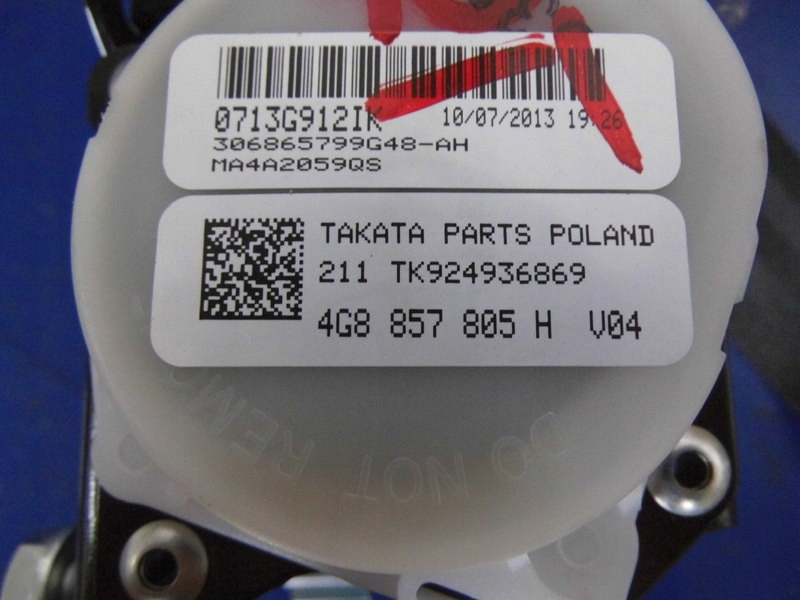 0713G912IK 10/07/2013 19:26
306865799G48-AH
MA4A2059QS
TAKATA PARTS POLAND
211 TK924936869
4G8 857 805 H V04
DO NOT REMO